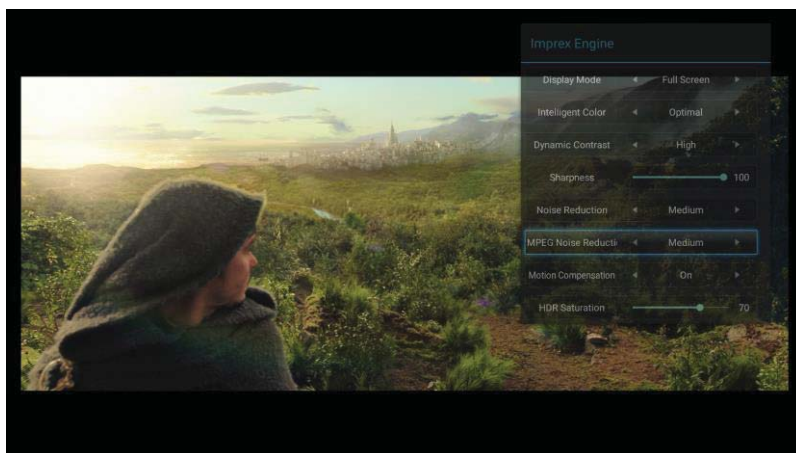 Imprex Engine
Display Mode Full Screen
Intelligent Color Optimal
Dynamic Contrast High
Sharpness 100
Noise Reduction Medium
MPEG Noise Reducti Medium
Motion Compensation On
HDR Saturation 70